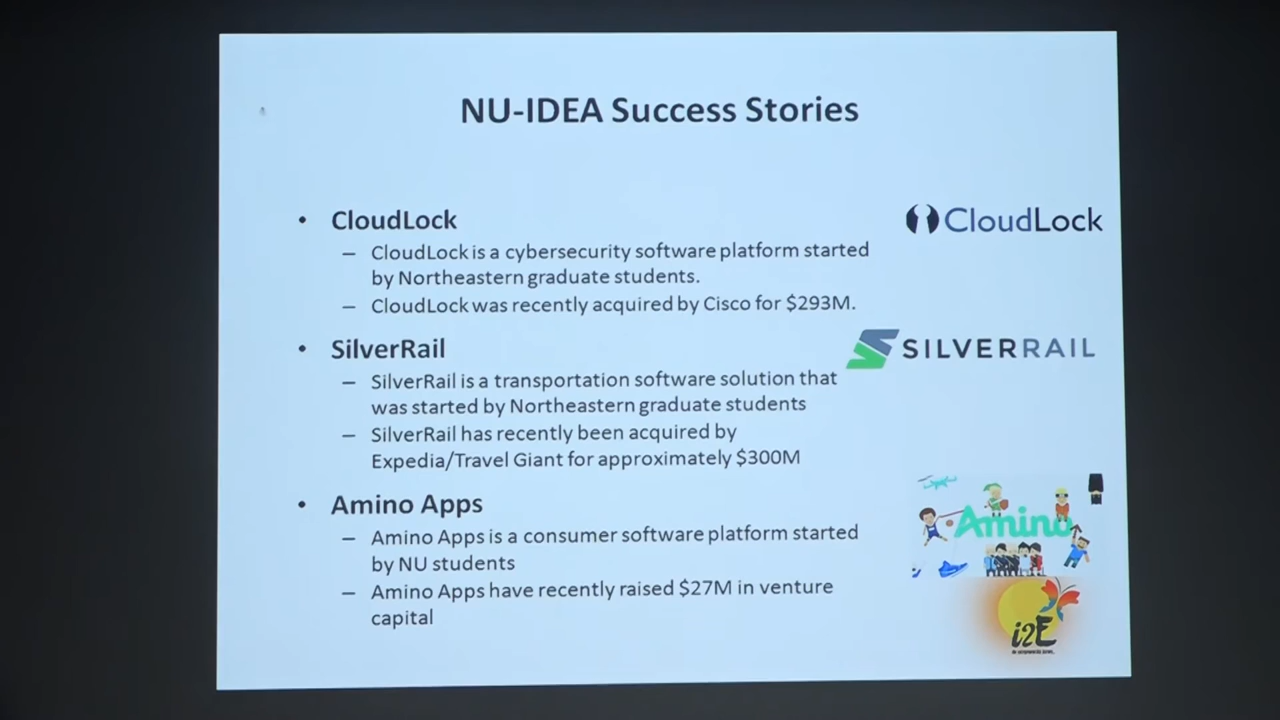 NU-IDEA Success Stories
• CloudLock
– CloudLock is a cybersecurity software platform started
by Northeastern graduate students.
– CloudLock was recently acquired by Cisco for $293M.
CloudLock
• SilverRail
– SilverRail is a transportation software solution that
was started by Northeastern graduate students
– SilverRail has recently been acquired by
Expedia/Travel Giant for approximately $300M
SILVERRAIL
• Amino Apps
– Amino Apps is a consumer software platform started
by NU students
– Amino Apps have recently raised $27M in venture
capital
Amino
i2E